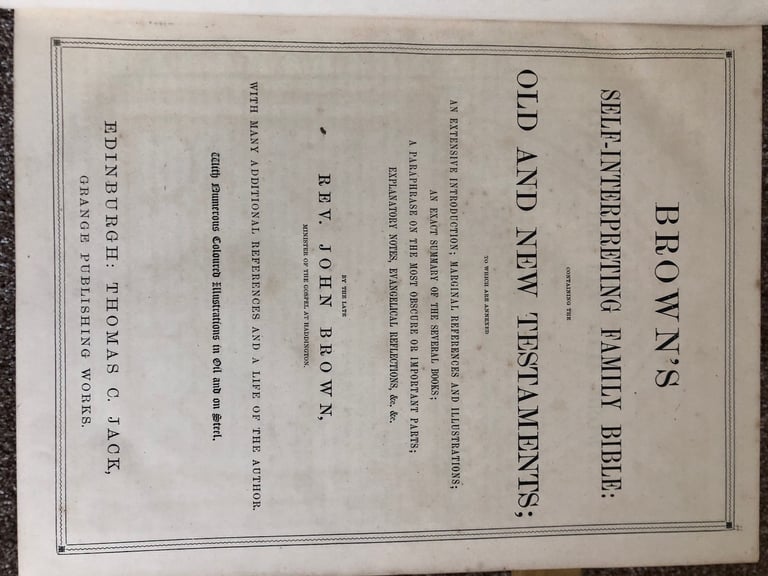 BROWN'S
SELF-INTERPRETING FAMILY BIBLE:
CONTAINING THE
OLD AND NEW TESTAMENTS;
TO WHICH ARE ANNEXED
AN EXTENSIVE INTRODUCTION; MARGINAL REFERENCES AND ILLUSTRATIONS;
AN EXACT SUMMARY OF THE SEVERAL BOOKS;
A PARAPHRASE ON THE MOST OBSCURE OR IMPORTANT PARTS;
EXPLANATORY NOTES, EVANGELICAL REFLECTIONS, &c. &c.
BY THE LATE
REV. JOHN BROWN,
MINISTER OF THE GOSPEL AT HADDINGTON.
WITH MANY ADDITIONAL REFERENCES AND A LIFE OF THE AUTHOR.
With Numerous Coloured Illustrations in Oil and on Steel.
EDINBURGH: THOMAS C. JACK,
GRANGE PUBLISHING WORKS.